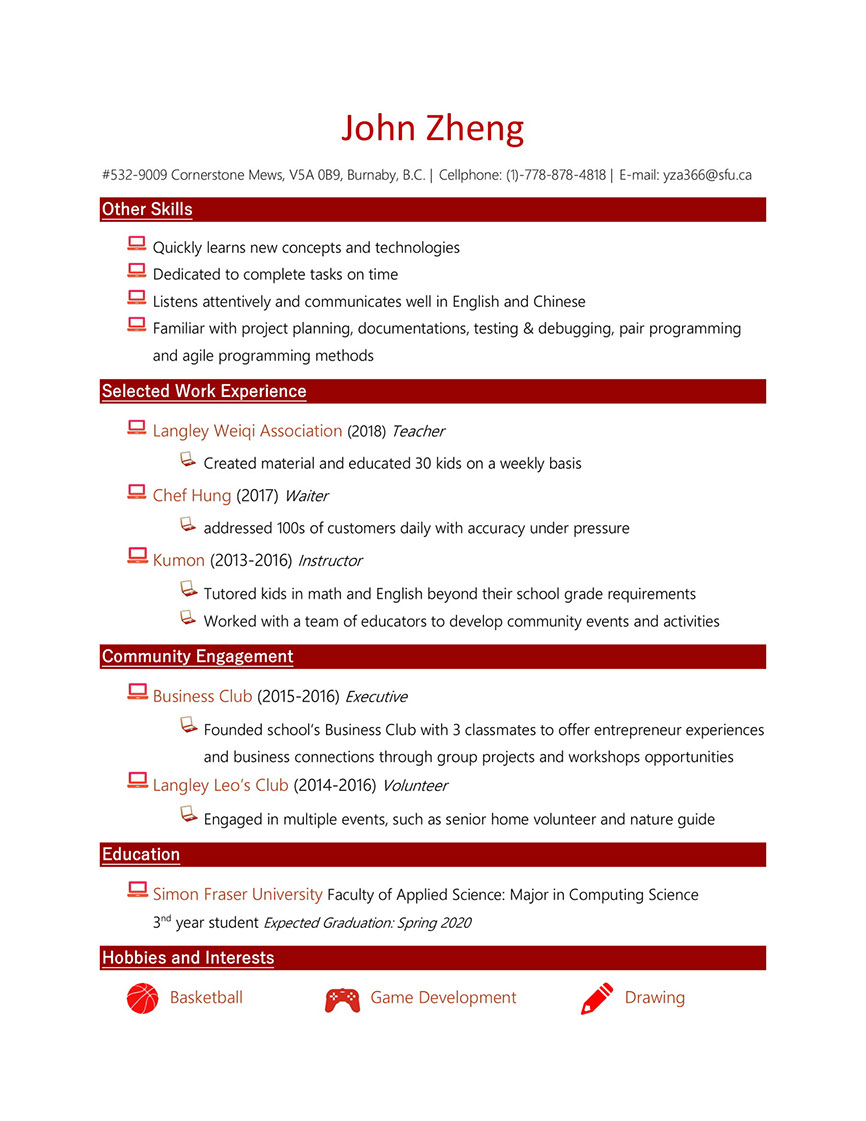 John Zheng
#532-9009 Cornerstone Mews, V5A 0B9, Burnaby, B.C. | Cellphone: (1)-778-878-4818 | E-mail: yza366@sfu.ca
Other Skills
Quickly learns new concepts and technologies
Dedicated to complete tasks on time
Listens attentively and communicates well in English and Chinese
Familiar with project planning, documentations, testing & debugging, pair programming
and agile programming methods
Selected Work Experience
Langley Weiqi Association (2018) Teacher
Created material and educated 30 kids on a weekly basis
Chef Hung (2017) Waiter
addressed 100s of customers daily with accuracy under pressure
Kumon (2013-2016) Instructor
Tutored kids in math and English beyond their school grade requirements
Worked with a team of educators to develop community events and activities
Community Engagement
Business Club (2015-2016) Executive
Founded school's Business Club with 3 classmates to offer entrepreneur experiences
and business connections through group projects and workshops opportunities
Langley Leo's Club (2014-2016) Volunteer
Engaged in multiple events, such as senior home volunteer and nature guide
Education
Simon Fraser University Faculty of Applied Science: Major in Computing Science
3nd year student Expected Graduation: Spring 2020
Hobbies and Interests
Basketball Game Development Drawing